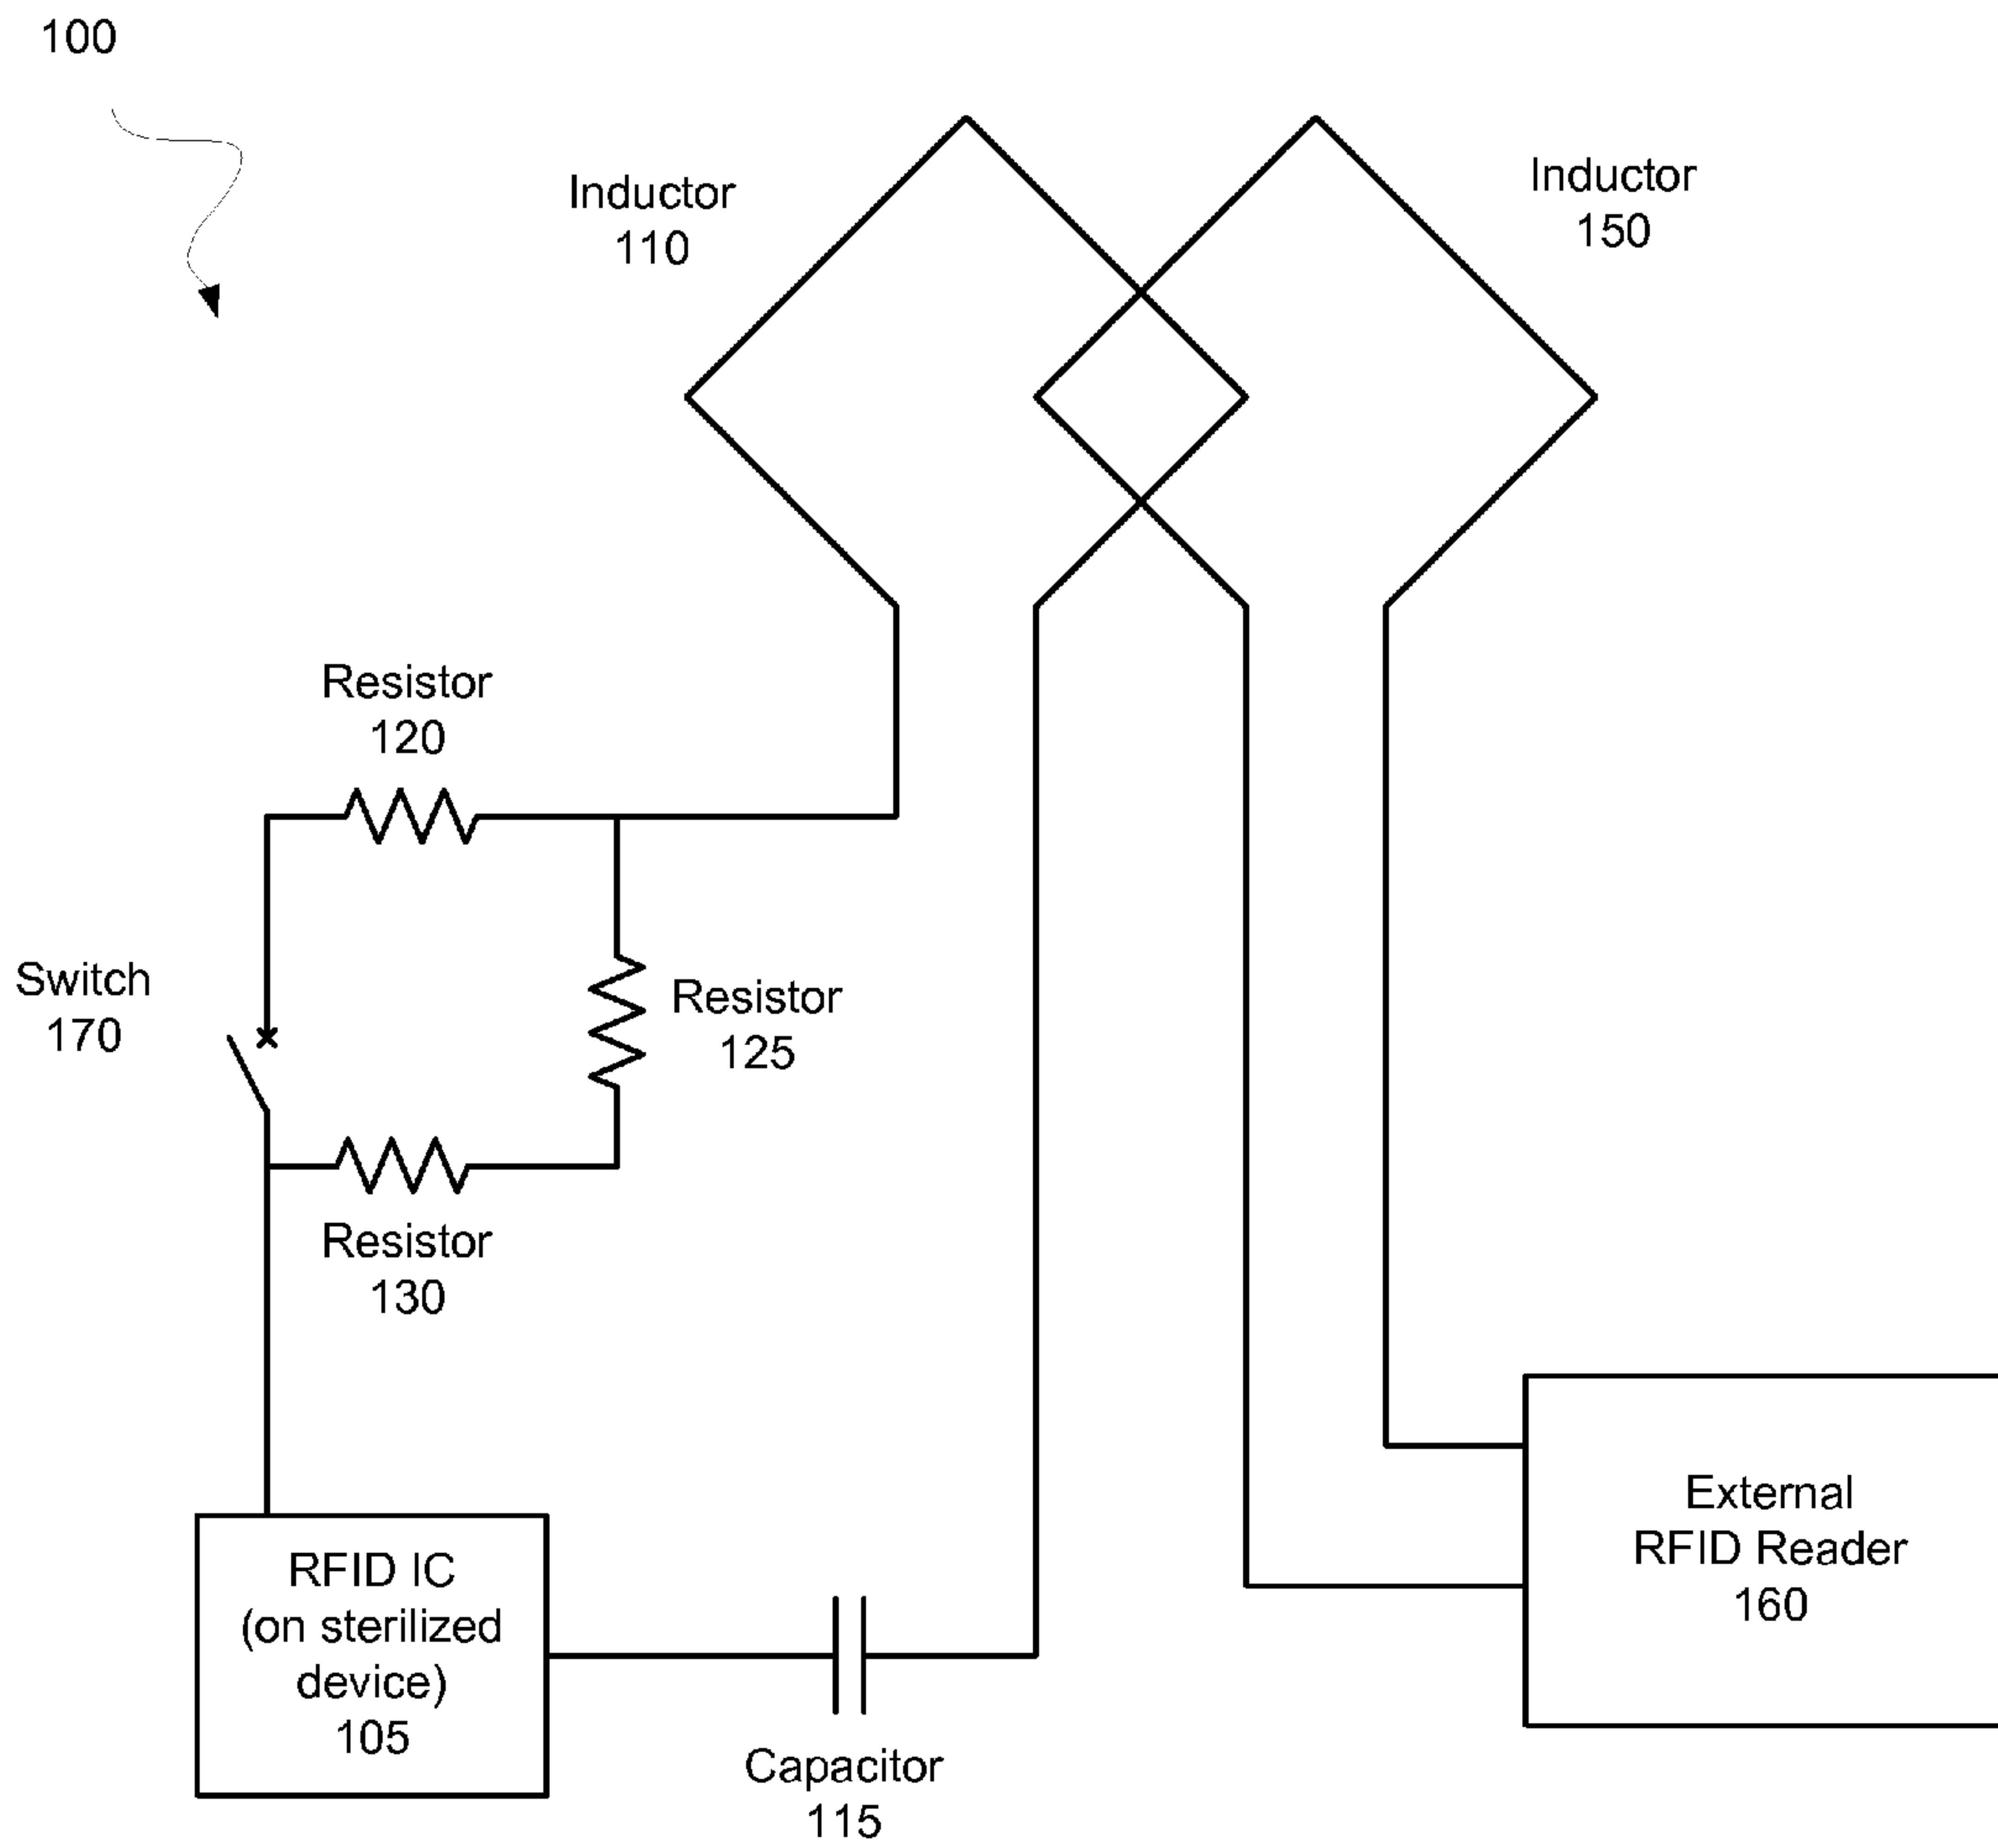 100
Inductor
110
Inductor
150
Resistor
120
Switch
170
Resistor
125
Resistor
130
RFID IC
(on sterilized
device)
105
Capacitor
115
External
RFID Reader
160